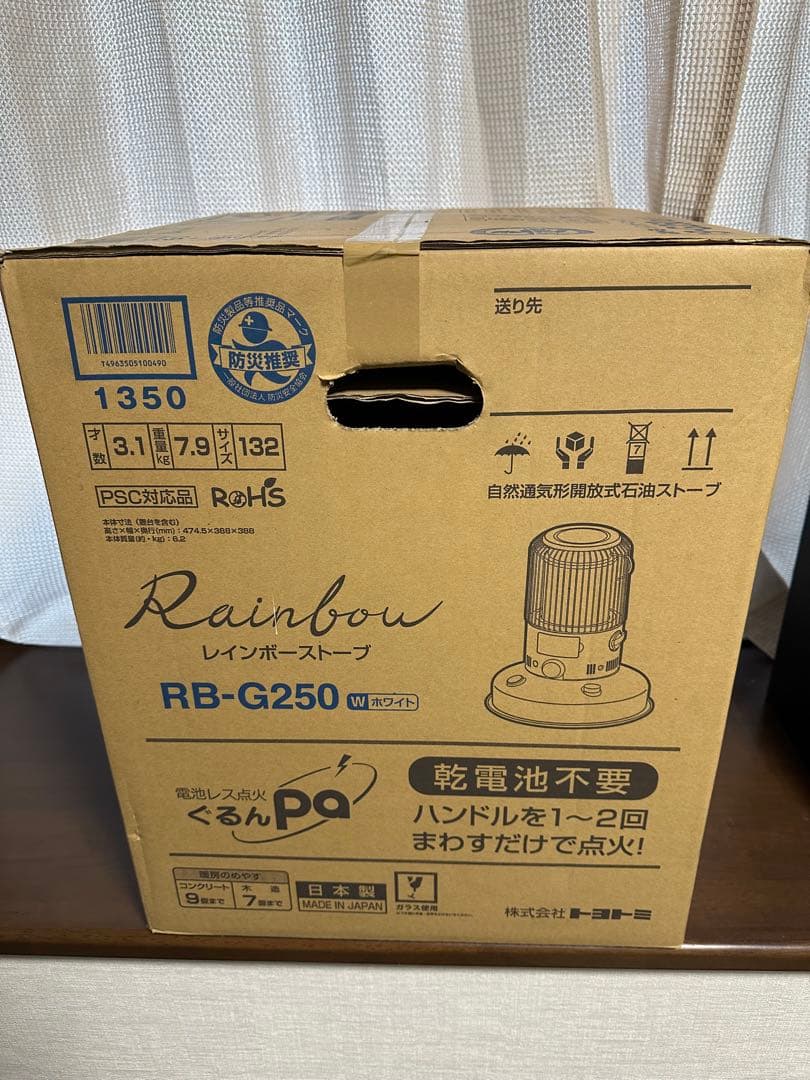 T4963505100490
1350
防災製品等推奨品マーク
防災推奨
一般社団法人 防災安全協会
送り先
才数 3.1 重量kg 7.9 サイズ 132
PSC対応品 RoHS
本体寸法(置台を含む)
高さ×幅×奥行(mm):474.5×388×388
本体質量(約・kg):6.2
7
自然通気形開放式石油ストーブ
Rainbow
レインボーストーブ
RB-G250 W ホワイト
電池レス点火
ぐるんpa
乾電池不要
ハンドルを1〜2回
まわすだけで点火!
暖房のめやす
コンクリート 9畳まで
木造 7畳まで
日本製
MADE IN JAPAN
ガラス使用
株式会社 トヨトミ